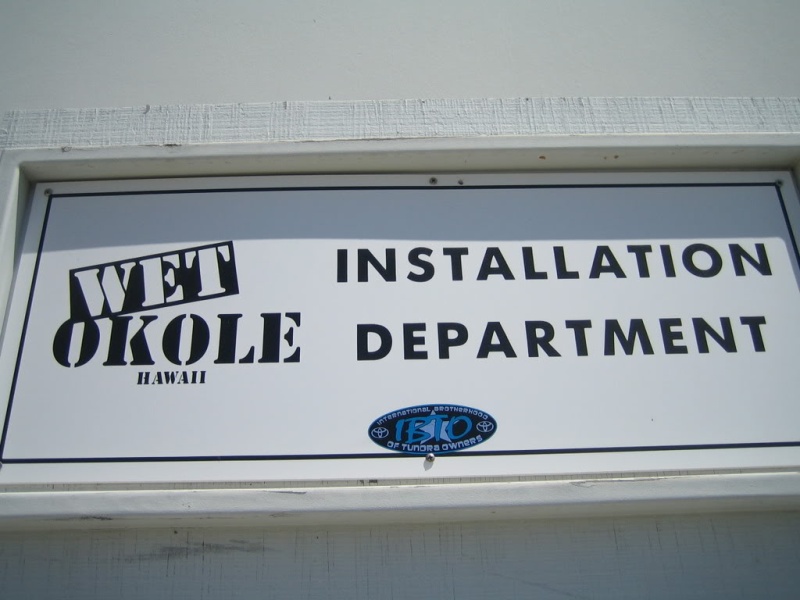 WET
OKOLE
HAWAII
INSTALLATION
DEPARTMENT
INTERNATIONAL BROTHERHOOD
IBTO
OF TUNDRA OWNERS